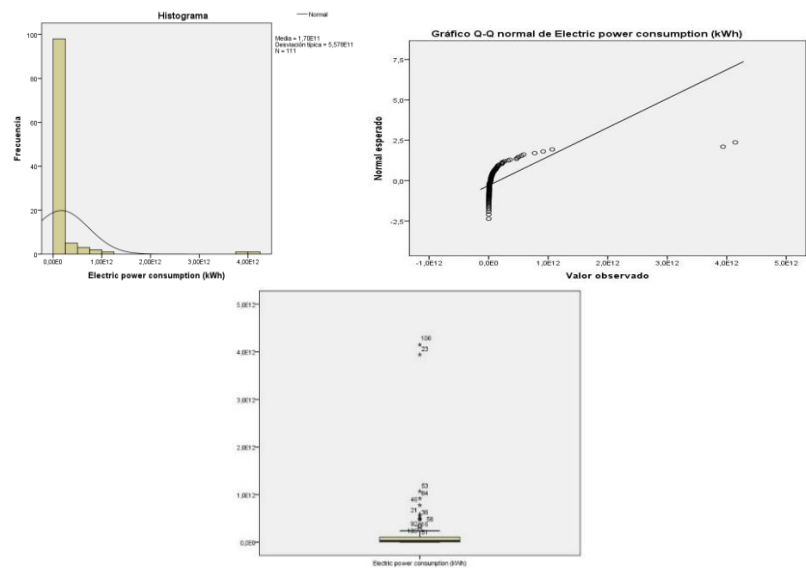 Histograma
Normal
Media = 1,70E11
Desviación típica = 5,578E11
N = 111
100
80
60
40
20
0
Frecuencia
0,00E0 1,00E12 2,00E12 3,00E12 4,00E12
Electric power consumption (kWh)
Gráfico Q-Q normal de Electric power consumption (kWh)
7,5
5,0
2,5
0,0
-2,5
Normal esperado
-1,0E12 0,0E0 1,0E12 2,0E12 3,0E12 4,0E12 5,0E12
Valor observado
5,0E12
4,0E12
3,0E12
2,0E12
1,0E12
0,0E0
106
23
53
84
21
36
58
Electric power consumption (kWh)